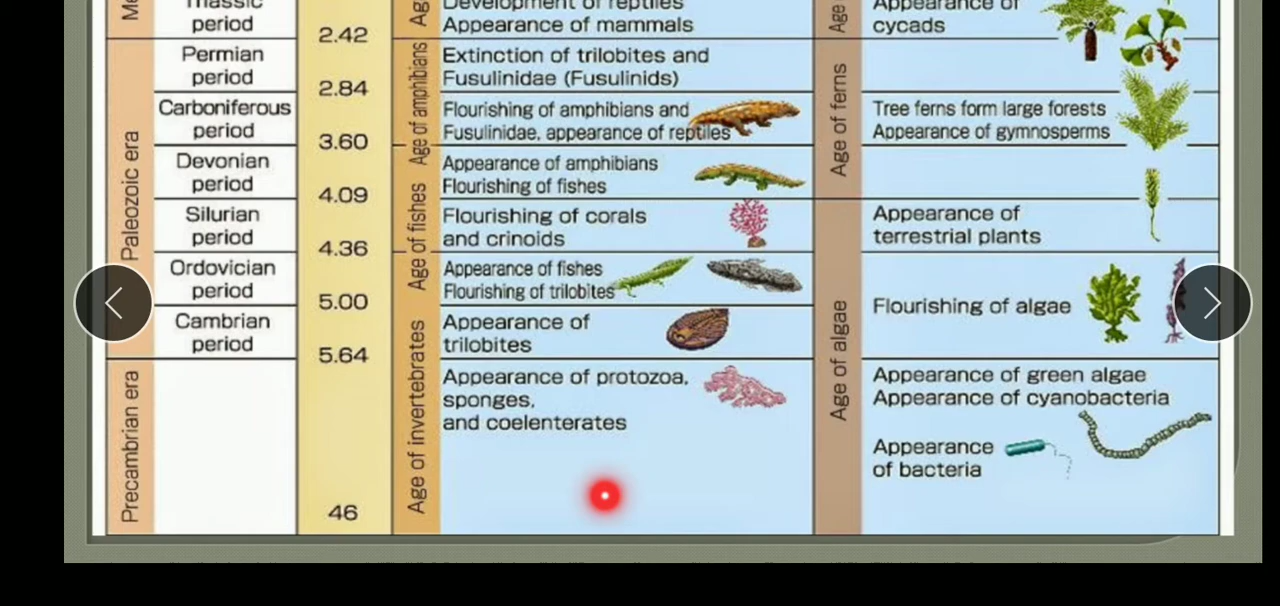 Me
Triassic
period
2.42
Ag
Development of reptiles
Appearance of mammals
Age
Appearance of
cycads
Paleozoic era
Permian
period
2.84
Age of amphibians
Extinction of trilobites and
Fusulinidae (Fusulinids)
Age of ferns
Carboniferous
period
3.60
Flourishing of amphibians and
Fusulinidae, appearance of reptiles
Tree ferns form large forests
Appearance of gymnosperms
Devonian
period
4.09
Age of fishes
Appearance of amphibians
Flourishing of fishes
Silurian
period
4.36
Flourishing of corals
and crinoids
Age of algae
Appearance of
terrestrial plants
Ordovician
period
5.00
Appearance of fishes
Flourishing of trilobites
Flourishing of algae
Cambrian
period
5.64
Age of invertebrates
Appearance of
trilobites
Precambrian era
46
Appearance of protozoa,
sponges,
and coelenterates
Appearance of green algae
Appearance of cyanobacteria
Appearance
of bacteria